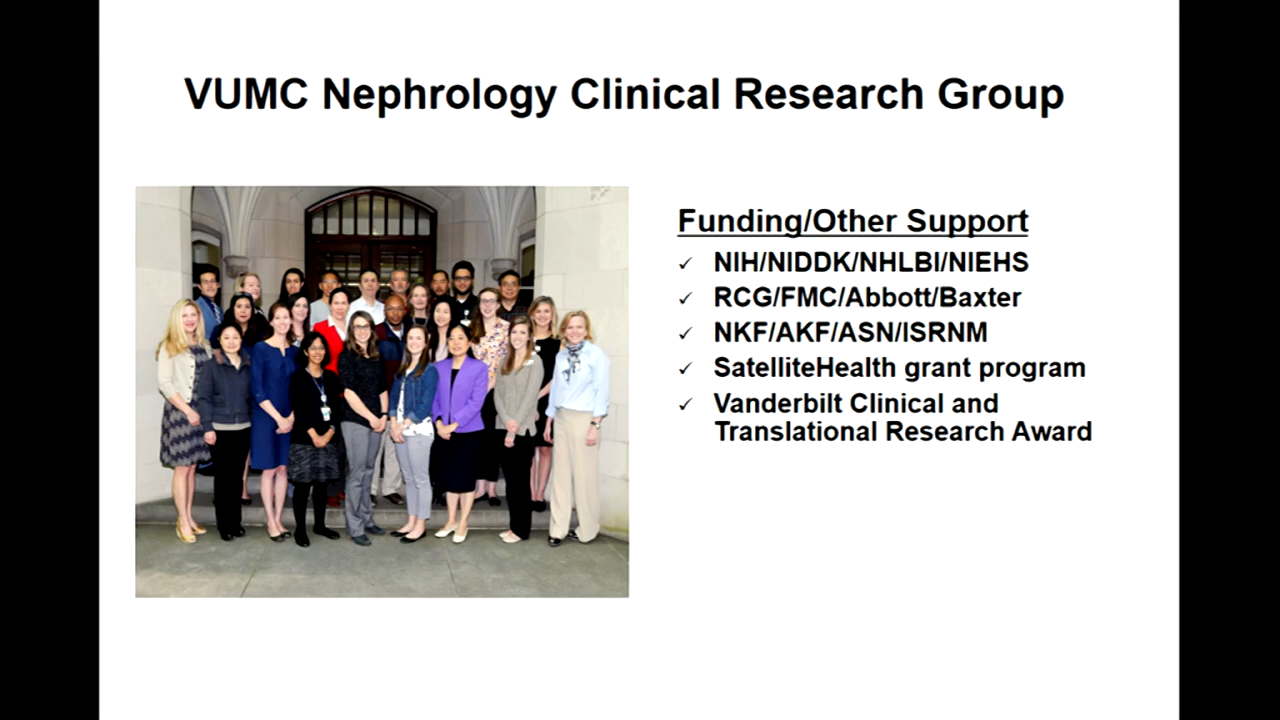 VUMC Nephrology Clinical Research Group
Funding/Other Support
✓ NIH/NIDDK/NHLBI/NIEHS
✓ RCG/FMC/Abbott/Baxter
✓ NKF/AKF/ASN/ISRNM
✓ SatelliteHealth grant program
✓ Vanderbilt Clinical and
Translational Research Award